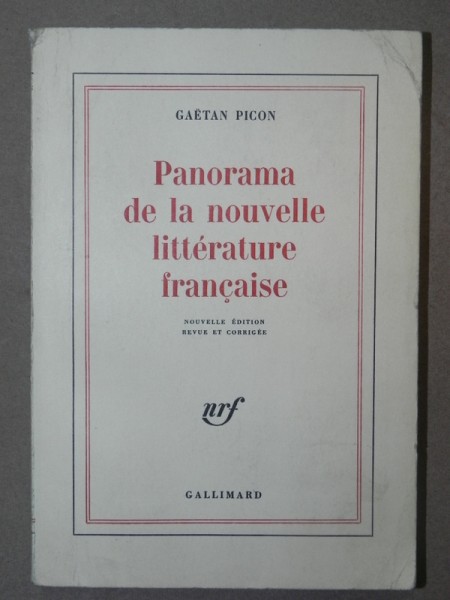 GAËTAN PICON
Panorama
de la nouvelle
littérature
française
NOUVELLE ÉDITION
REVUE ET CORRIGÉE
nrf
GALLIMARD